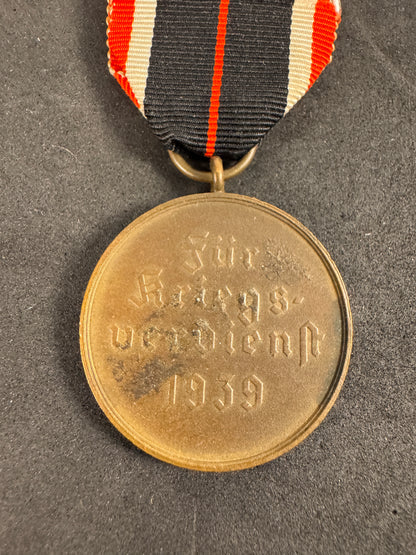 Für
Kriegs-
verdienst
1939